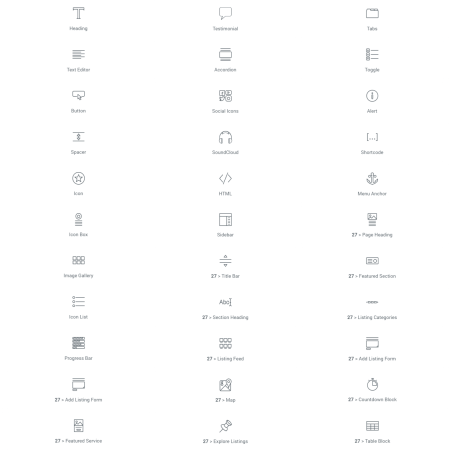 Heading
Testimonial
Tabs
Text Editor
Accordion
Toggle
Button
Social Icons
Alert
Spacer
SoundCloud
[...]
Shortcode
Icon
HTML
Menu Anchor
Icon Box
Sidebar
27 > Page Heading
Image Gallery
27 > Title Bar
27 > Featured Section
Icon List
Abc
27 > Section Heading
27 > Listing Categories
Progress Bar
27 > Listing Feed
27 > Add Listing Form
27 > Add Listing Form
27 > Map
27 > Countdown Block
27 > Featured Service
27 > Explore Listings
27 > Table Block